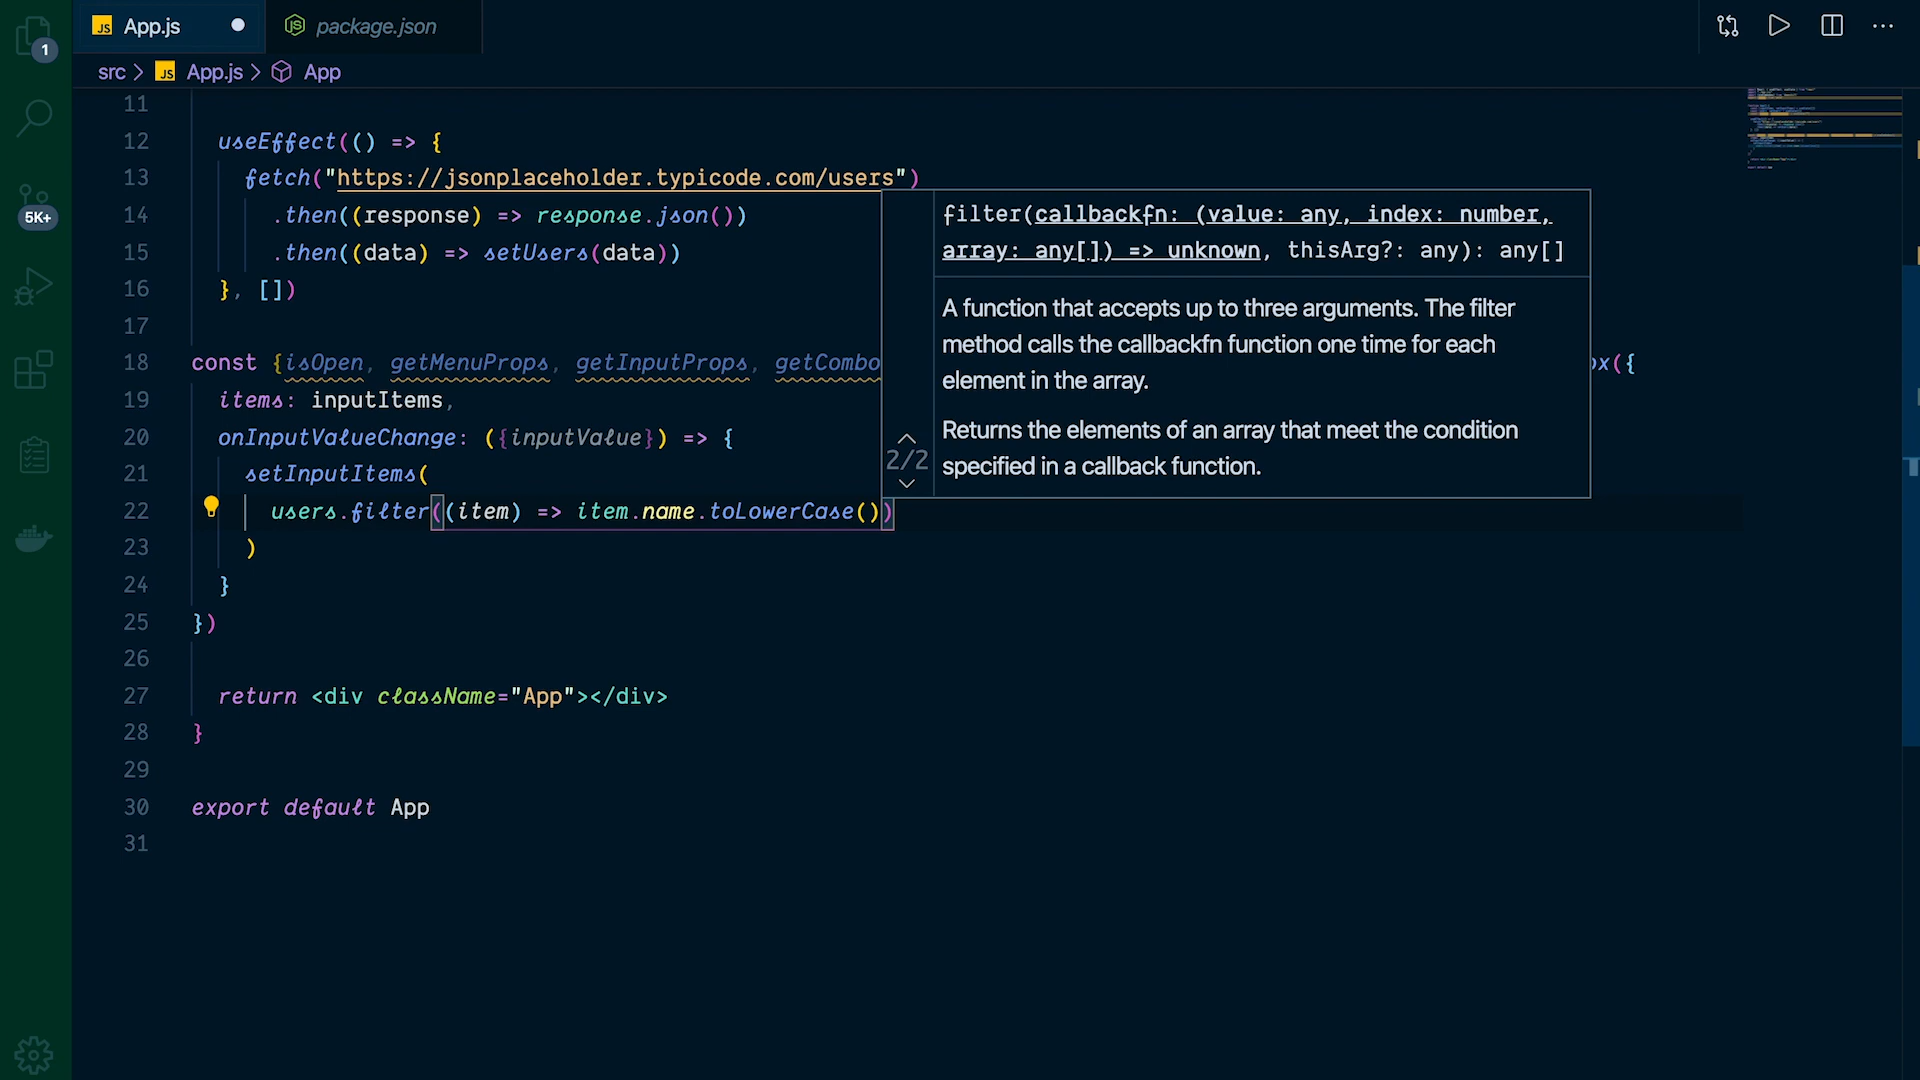 App.js
package.json
1
src > App.js > App
11
12 useEffect(() => {
13 fetch("https://jsonplaceholder.typicode.com/users")
14 .then((response) => response.json())
15 .then((data) => setUsers(data))
16 }, [])
17
18 const {isOpen, getMenuProps, getInputProps, getCombo
x({
19 items: inputItems,
20 onInputValueChange: ({inputValue}) => {
21 setInputItems(
22 users.filter((item) => item.name.toLowerCase())
23 )
24 }
25 })
26
27 return <div className="App"></div>
28 }
29
30 export default App
31
filter(callbackfn: (value: any, index: number,
array: any[]) => unknown, thisArg?: any): any[]
A function that accepts up to three arguments. The filter
method calls the callbackfn function one time for each
element in the array.
Returns the elements of an array that meet the condition
specified in a callback function.
2/2
5K+